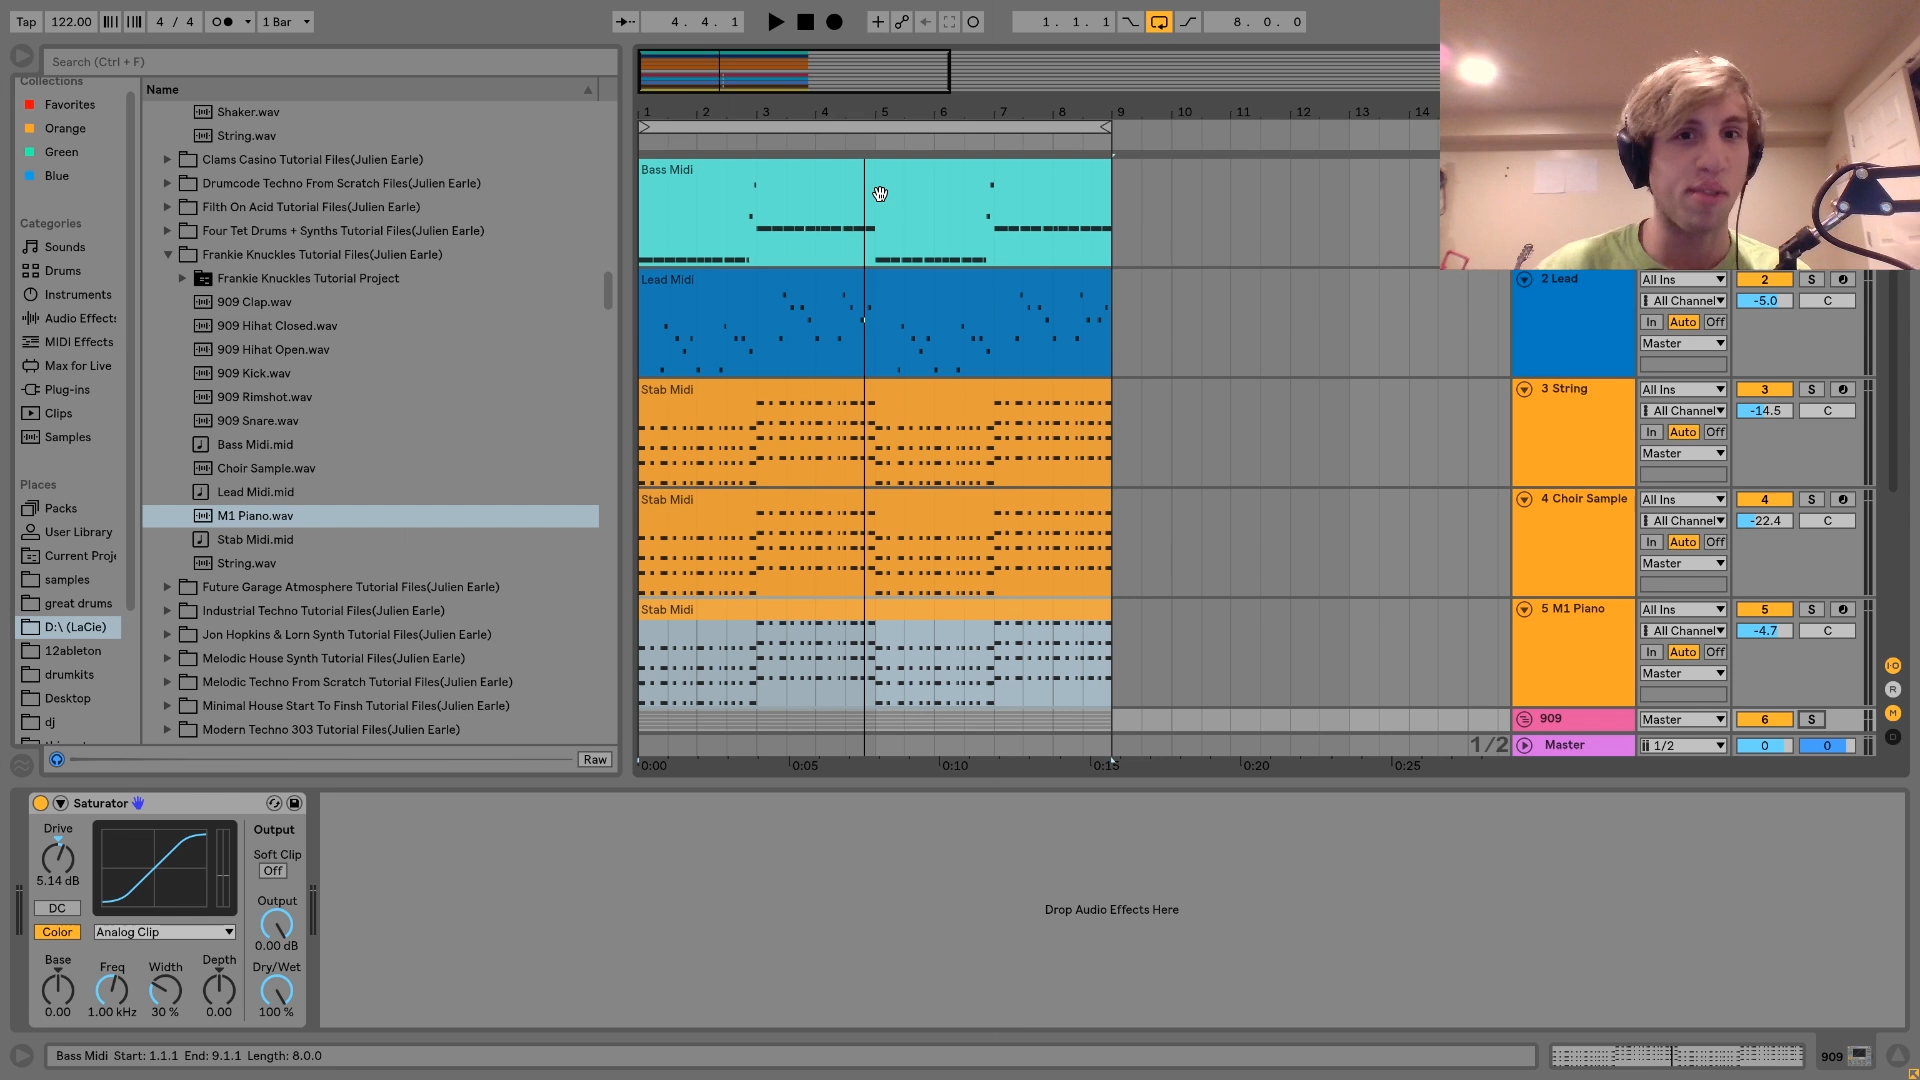 Tap 122.00 4 / 4 1 Bar 4. 4. 1 1. 1. 1 8. 0. 0
Search (Ctrl + F)
Collections
Favorites
Orange
Green
Blue
Categories
Sounds
Drums
Instruments
Audio Effects
MIDI Effects
Max for Live
Plug-ins
Clips
Samples
Places
Packs
User Library
Current Proje
samples
great drums
D:\ (LaCie)
12ableton
drumkits
Desktop
dj
Name
Shaker.wav
String.wav
Clams Casino Tutorial Files(Julien Earle)
Drumcode Techno From Scratch Files(Julien Earle)
Filth On Acid Tutorial Files(Julien Earle)
Four Tet Drums + Synths Tutorial Files(Julien Earle)
Frankie Knuckles Tutorial Files(Julien Earle)
Frankie Knuckles Tutorial Project
909 Clap.wav
909 Hihat Closed.wav
909 Hihat Open.wav
909 Kick.wav
909 Rimshot.wav
909 Snare.wav
Bass Midi.mid
Choir Sample.wav
Lead Midi.mid
M1 Piano.wav
Stab Midi.mid
String.wav
Future Garage Atmosphere Tutorial Files(Julien Earle)
Industrial Techno Tutorial Files(Julien Earle)
Jon Hopkins & Lorn Synth Tutorial Files(Julien Earle)
Melodic House Synth Tutorial Files(Julien Earle)
Melodic Techno From Scratch Tutorial Files(Julien Earle)
Minimal House Start To Finsh Tutorial Files(Julien Earle)
Modern Techno 303 Tutorial Files(Julien Earle)
Raw
1 2 3 4 5 6 7 8 9 10 11 12 13 14
Bass Midi
Lead Midi
Stab Midi
Stab Midi
Stab Midi
1/2
0:00 0:05 0:10 0:15 0:20 0:25
2 Lead All Ins 2 S
All Channel -5.0 C
In Auto Off
Master
3 String All Ins 3 S
All Channel -14.5 C
In Auto Off
Master
4 Choir Sample All Ins 4 S
All Channel -22.4 C
In Auto Off
Master
5 M1 Piano All Ins 5 S
All Channel -4.7 C
In Auto Off
Master
909 Master 6 S
Master 1/2 0 0
I·O
R
M
D
Saturator
Drive
5.14 dB
DC
Color Analog Clip
Base Freq Width Depth
0.00 1.00 kHz 30 % 0.00
Output
Soft Clip
Off
Output
0.00 dB
Dry/Wet
100 %
Drop Audio Effects Here
Bass Midi Start: 1.1.1 End: 9.1.1 Length: 8.0.0
909